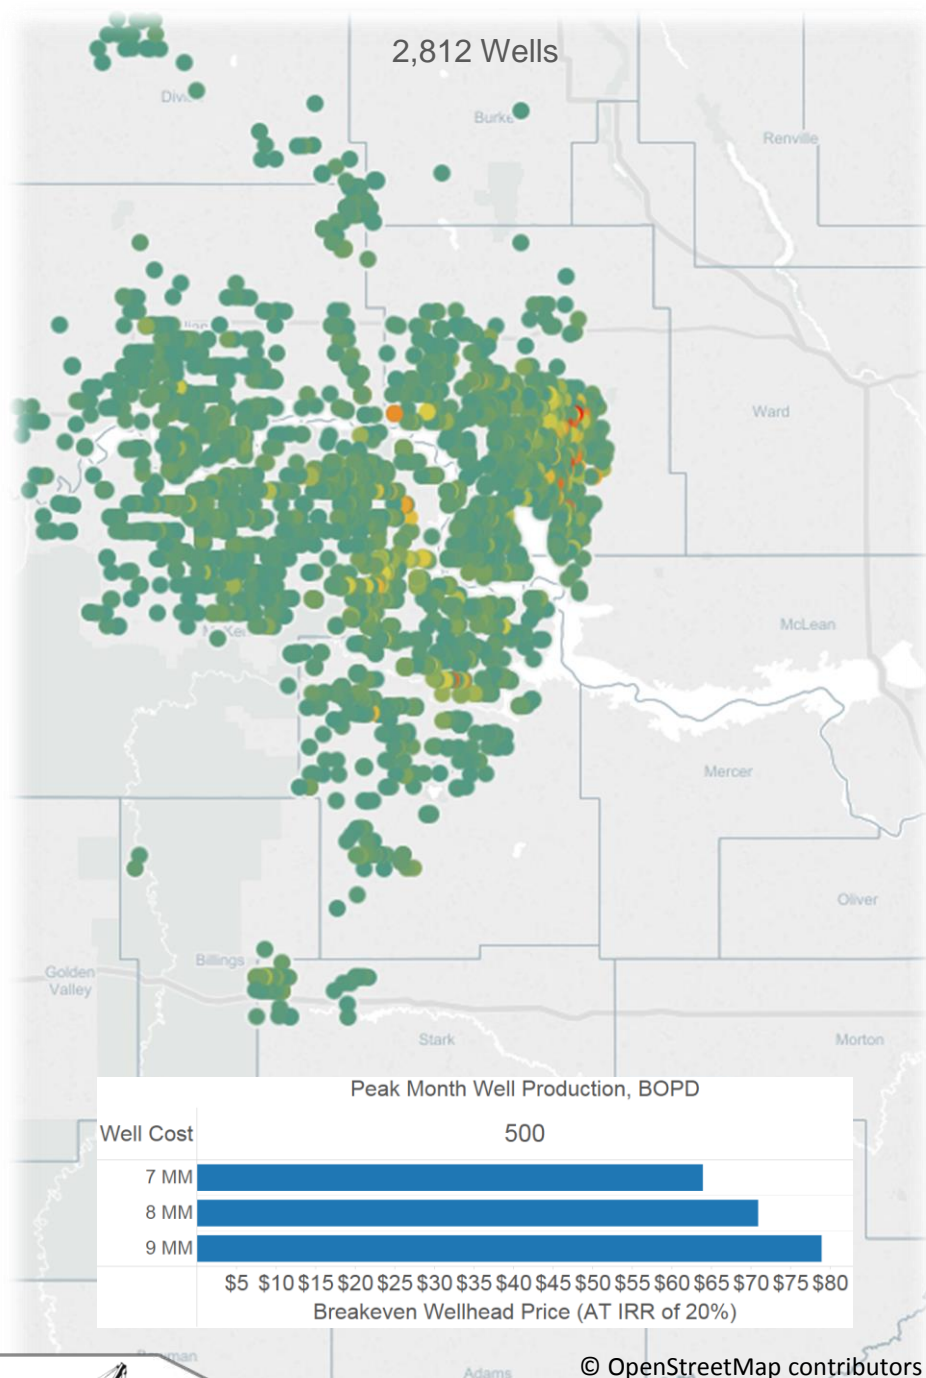 2,812 Wells
Burke
Renville
Ward
McLean
Mercer
Oliver
Billings
Golden
Valley
Stark
Morton
Peak Month Well Production, BOPD
Well Cost 500
7 MM
8 MM
9 MM
$5 $10 $15 $20 $25 $30 $35 $40 $45 $50 $55 $60 $65 $70 $75 $80
Breakeven Wellhead Price (AT IRR of 20%)
Adams
© OpenStreetMap contributors